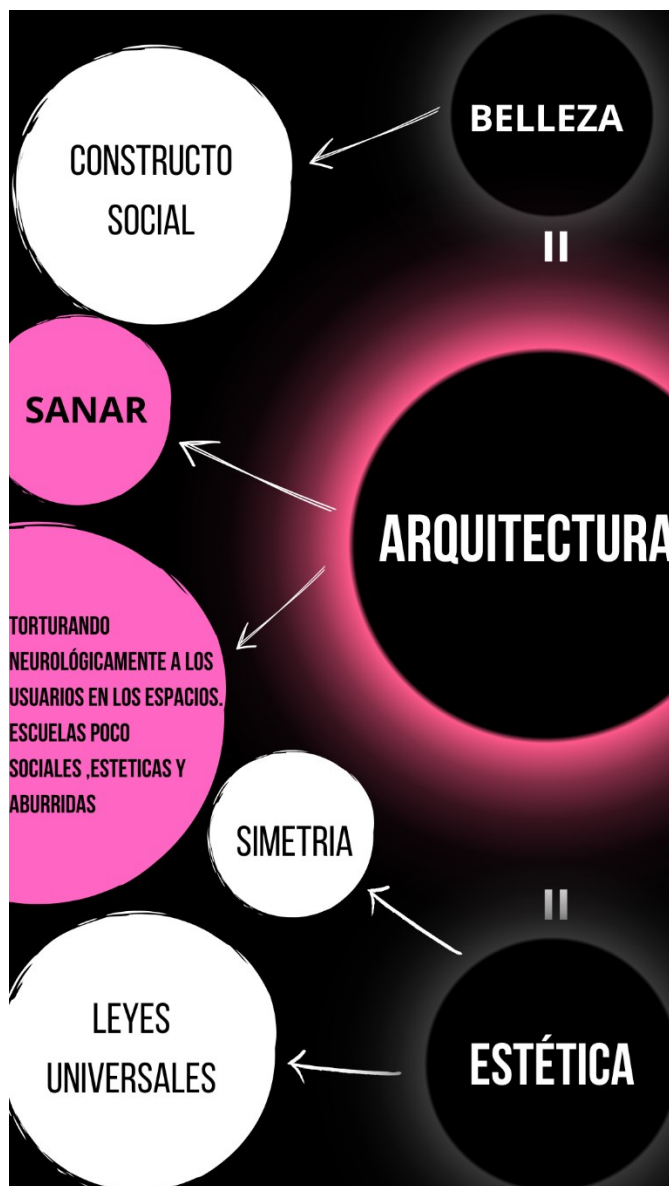 BELLEZA
CONSTRUCTO
SOCIAL
=
SANAR
ARQUITECTURA
TORTURANDO
NEUROLÓGICAMENTE A LOS
USUARIOS EN LOS ESPACIOS.
ESCUELAS POCO
SOCIALES ,ESTETICAS Y
ABURRIDAS
SIMETRIA
=
LEYES
UNIVERSALES
ESTÉTICA